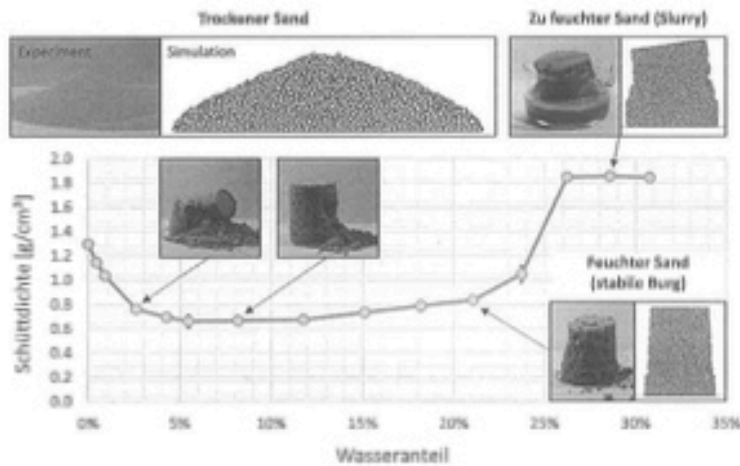 Trockener Sand
Zu feuchter Sand (Slurry)
Experiment
Simulation
Schüttdichte [g/cm³]
2.0
1.8
1.6
1.4
1.2
1.0
0.8
0.6
0.4
0.2
0.0
Feuchter Sand
(stabile Burg)
0%
5%
10%
15%
20%
25%
30%
35%
Wasseranteil